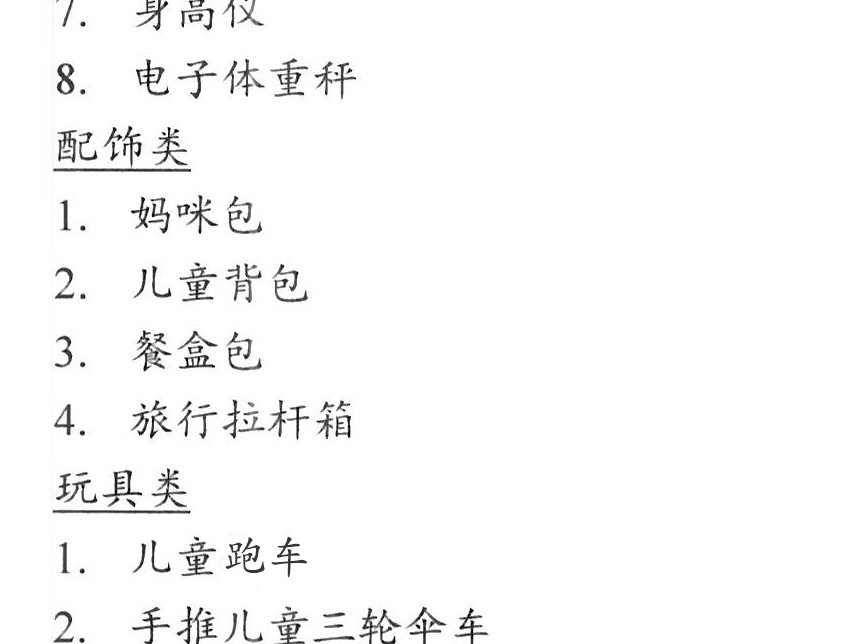 7. 身高仪
8. 电子体重秤
配饰类
1. 妈咪包
2. 儿童背包
3. 餐盒包
4. 旅行拉杆箱
玩具类
1. 儿童跑车
2. 手推儿童三轮伞车